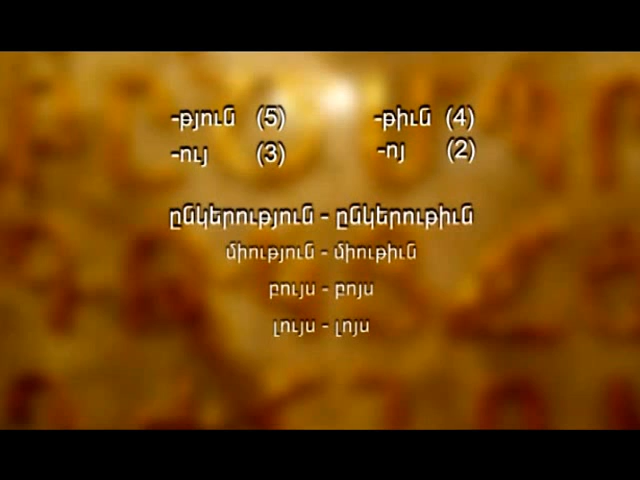 -թյուն (5) -թիւն (4)
-ույ (3) -ոյ (2)
ընկերություն - ընկերութիւն
միություն - միութիւն
բույս - բոյս
լույս - լոյս